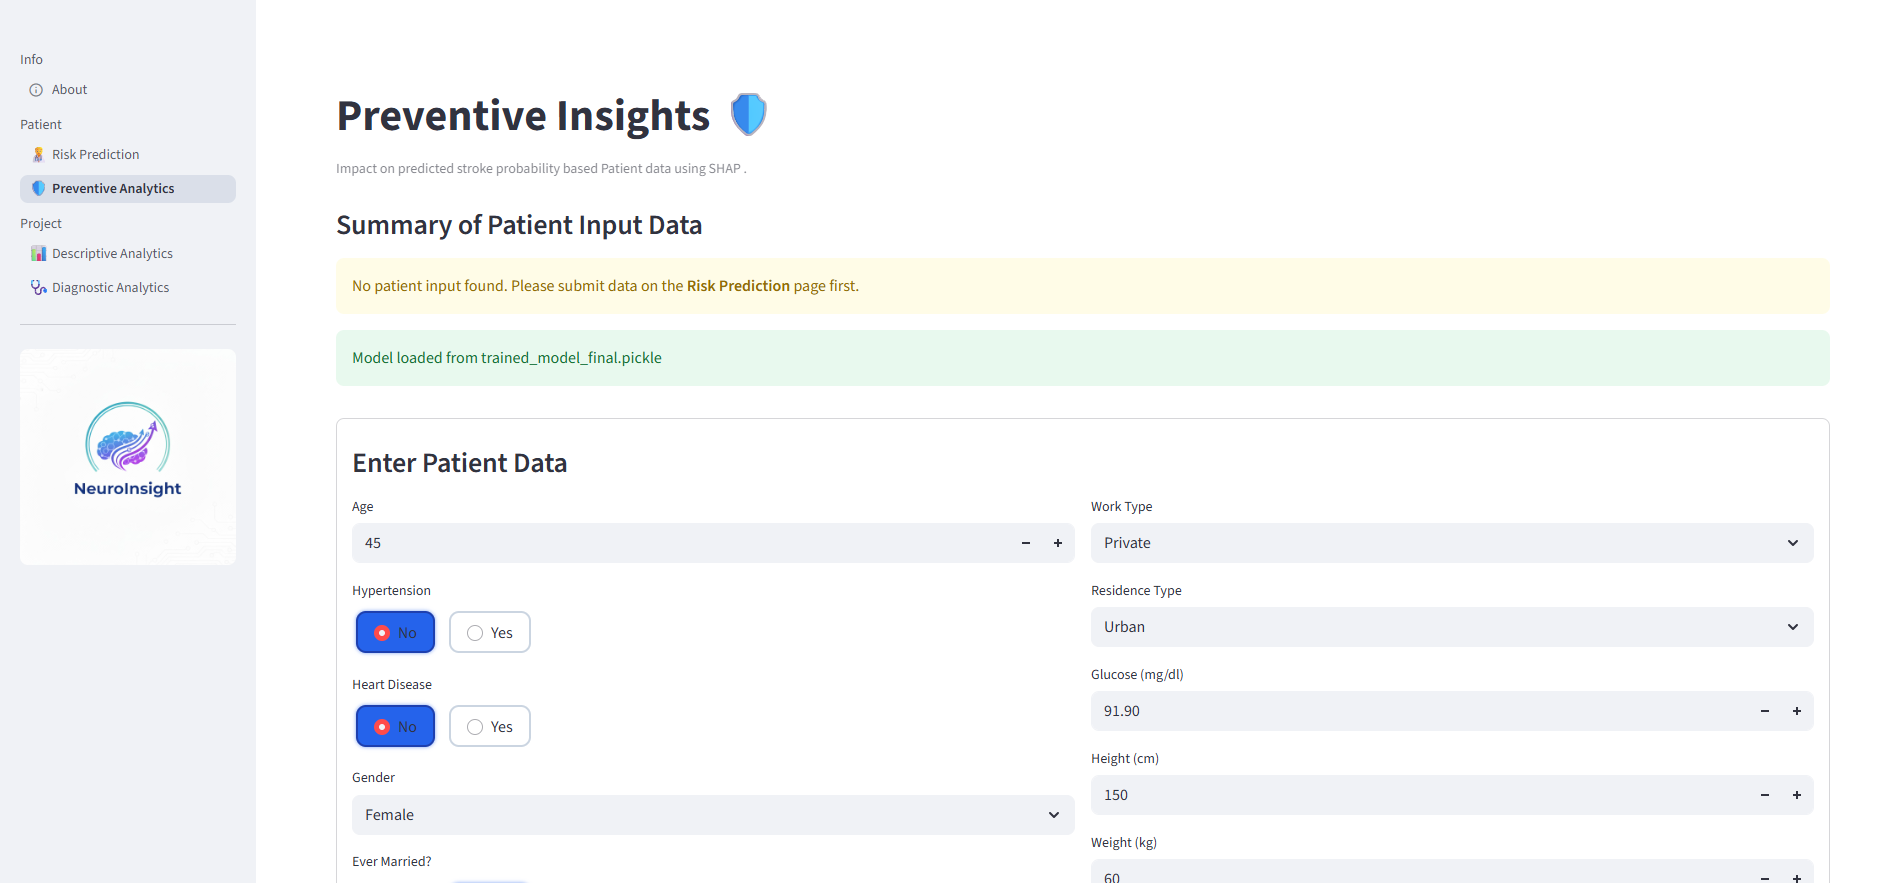 Info
About
Patient
Risk Prediction
Preventive Analytics
Project
Descriptive Analytics
Diagnostic Analytics
NeuroInsight
Preventive Insights
Impact on predicted stroke probability based Patient data using SHAP .
Summary of Patient Input Data
No patient input found. Please submit data on the Risk Prediction page first.
Model loaded from trained_model_final.pickle
Enter Patient Data
Age
45
Hypertension
No Yes
Heart Disease
No Yes
Gender
Female
Ever Married?
Work Type
Private
Residence Type
Urban
Glucose (mg/dl)
91.90
Height (cm)
150
Weight (kg)
60